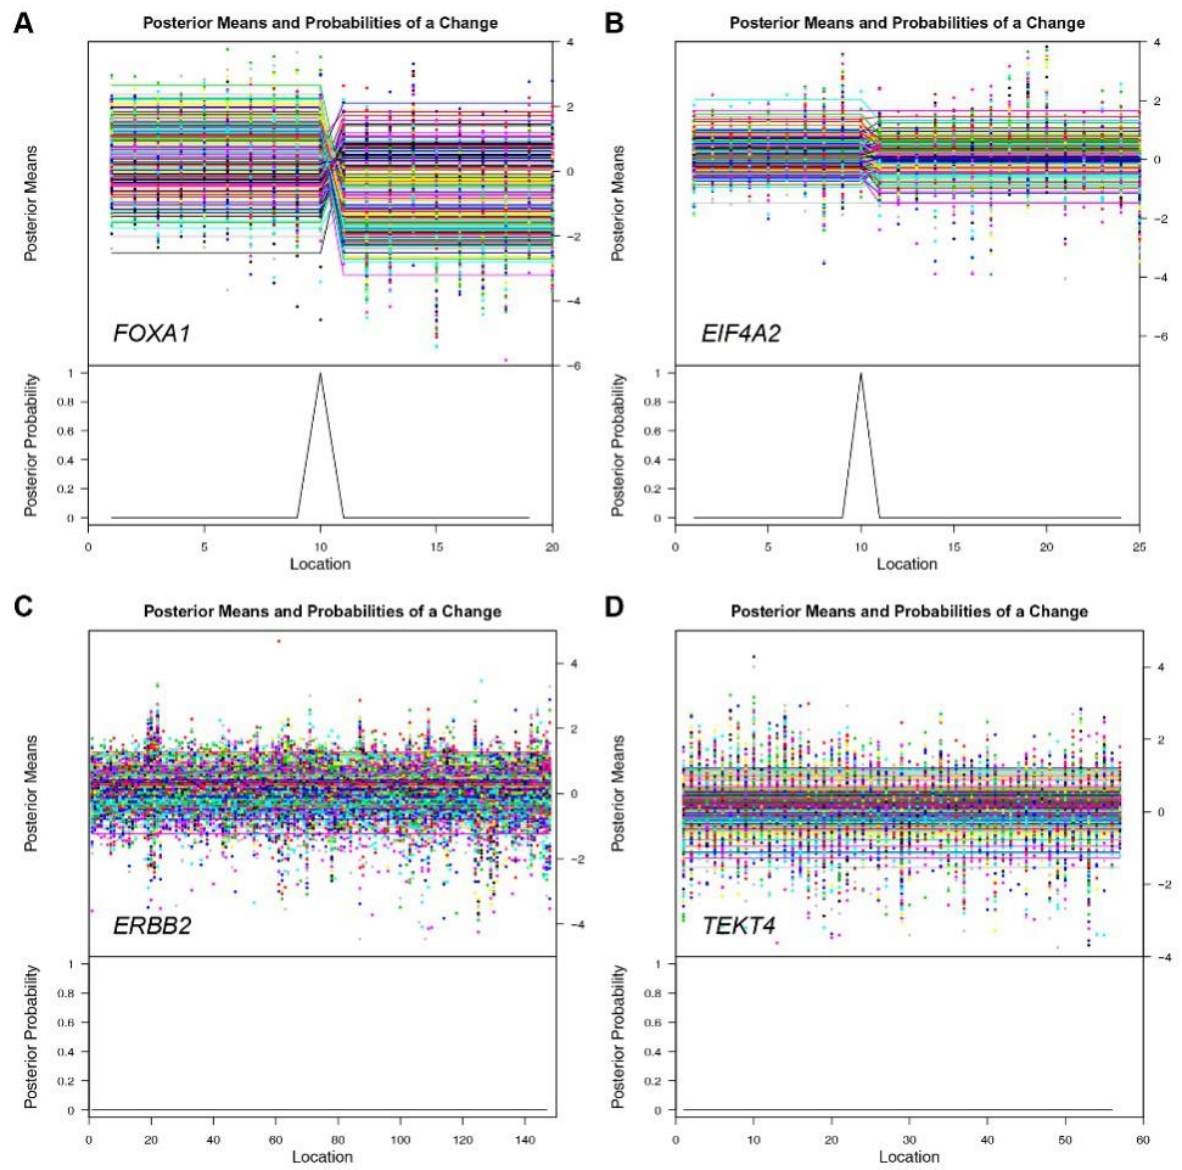 A
Posterior Means and Probabilities of a Change
Posterior Means
4
2
0
−2
−4
−6
FOXA1
Posterior Probability
1
0.8
0.6
0.4
0.2
0
0 5 10 15 20
Location
B
Posterior Means and Probabilities of a Change
Posterior Means
4
2
0
−2
−4
−6
EIF4A2
Posterior Probability
1
0.8
0.6
0.4
0.2
0
0 5 10 15 20 25
Location
C
Posterior Means and Probabilities of a Change
Posterior Means
4
2
0
−2
−4
ERBB2
Posterior Probability
1
0.8
0.6
0.4
0.2
0
0 20 40 60 80 100 120 140
Location
D
Posterior Means and Probabilities of a Change
Posterior Means
4
2
0
−2
−4
TEKT4
Posterior Probability
1
0.8
0.6
0.4
0.2
0
0 10 20 30 40 50 60
Location